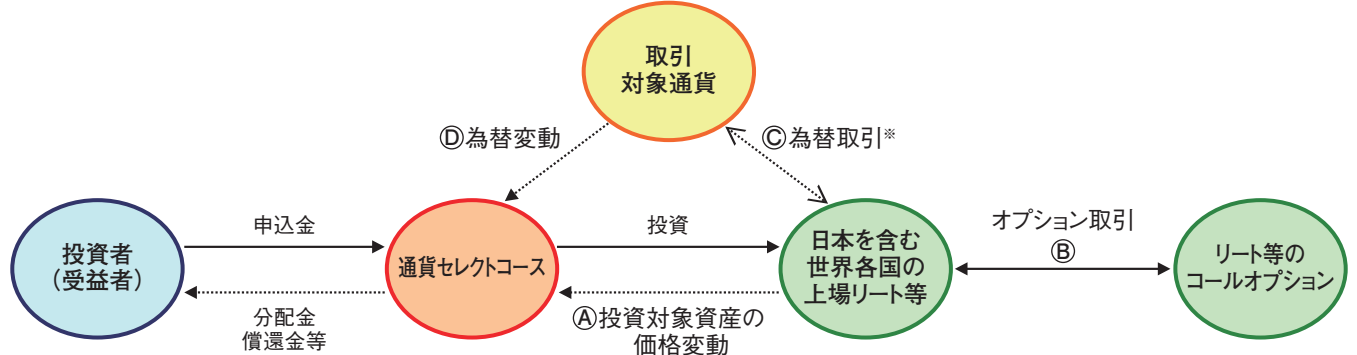 取引
対象通貨
Ⓓ為替変動
Ⓒ為替取引※
投資者
(受益者)
申込金
分配金
償還金等
通貨セレクトコース
投資
Ⓐ投資対象資産の
価格変動
日本を含む
世界各国の
上場リート等
オプション取引
Ⓑ
リート等の
コールオプション